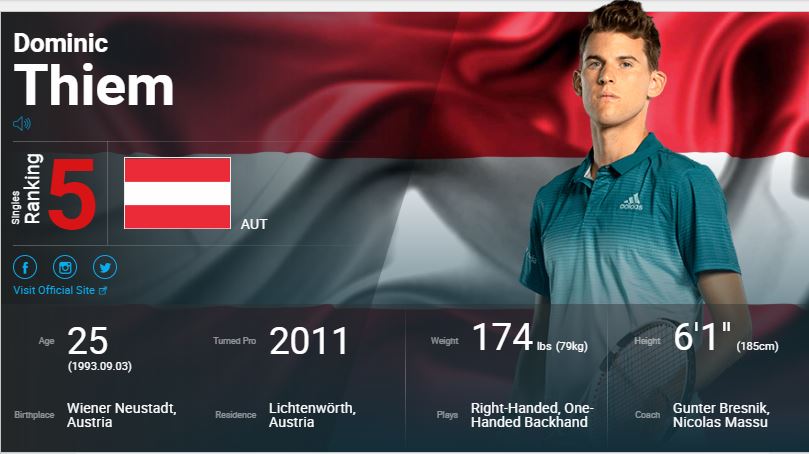 Dominic
Thiem
Singles
Ranking
5
AUT
Visit Official Site
adidas
Age
25
(1993.09.03)
Turned Pro
2011
Weight
174 lbs (79kg)
Height
6'1" (185cm)
Birthplace
Wiener Neustadt,
Austria
Residence
Lichtenwörth,
Austria
Plays
Right-Handed, One-
Handed Backhand
Coach
Gunter Bresnik,
Nicolas Massu